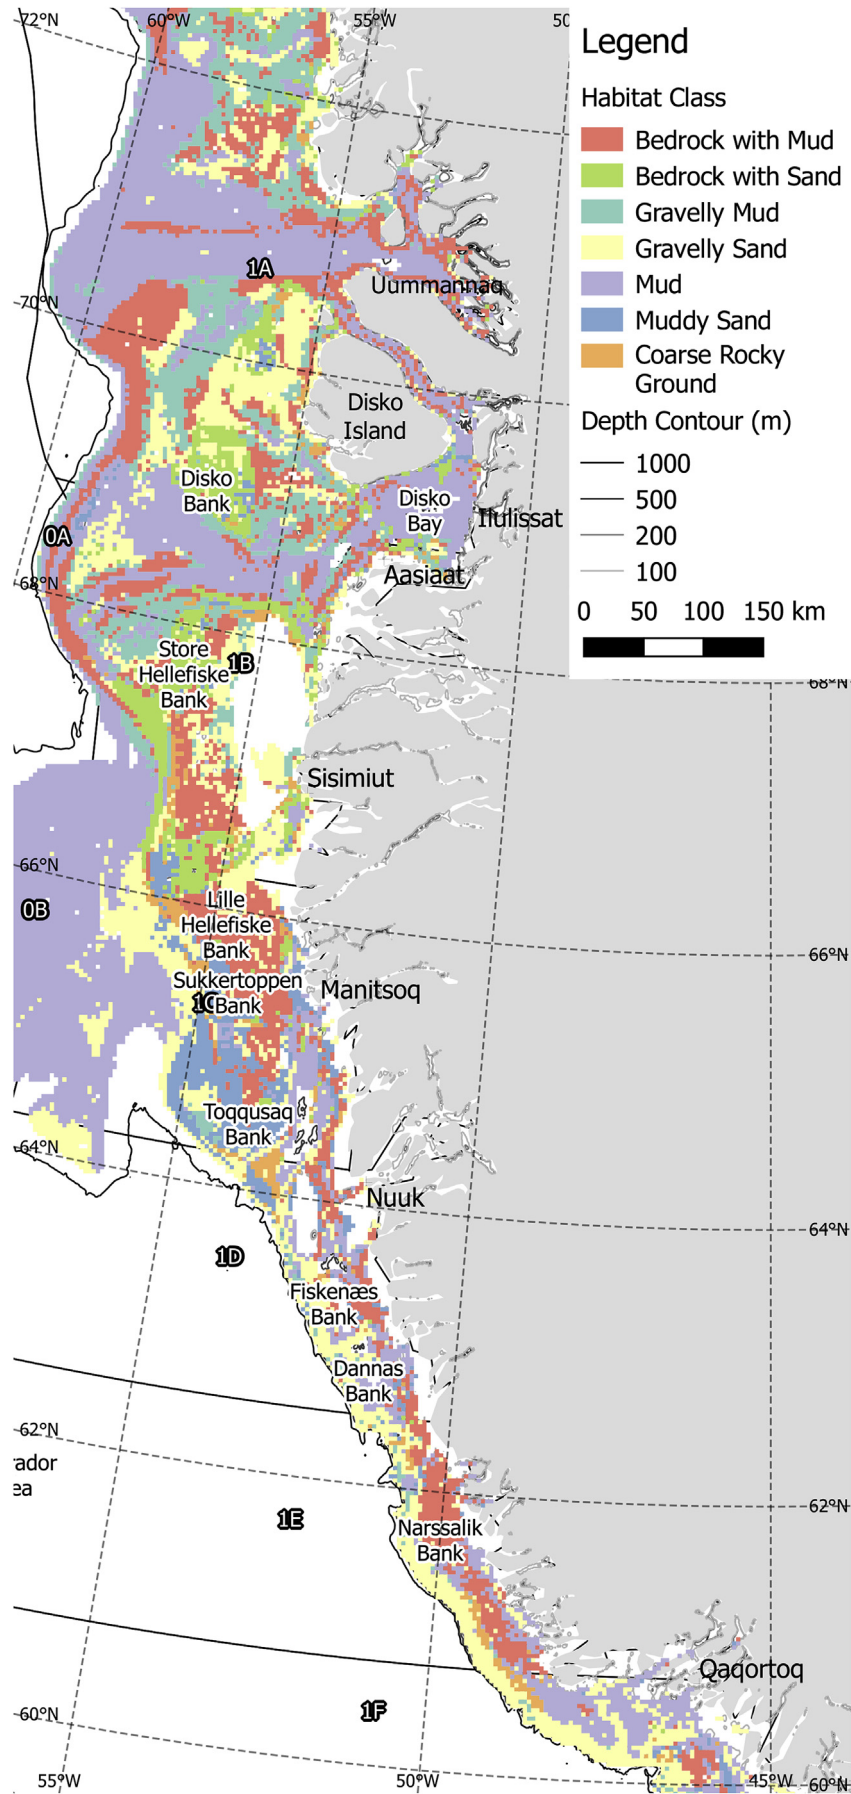 72°N
60°W
55°W
50
Legend
Habitat Class
Bedrock with Mud
Bedrock with Sand
Gravelly Mud
Gravelly Sand
Mud
Muddy Sand
Coarse Rocky
Ground
Depth Contour (m)
1000
500
200
100
0 50 100 150 km
1A
Uummannaq
70°N
Disko
Island
Disko
Bank
Disko
Bay
Ilulissat
0A
Aasiaat
68°N
Store
Hellefiske
Bank
1B
68°N
Sisimiut
66°N
0B
Lille
Hellefiske
Bank
66°N
Sukkertoppen
Bank
1C
Manitsoq
Toqqusaq
Bank
64°N
Nuuk
64°N
1D
Fiskenæs
Bank
Dannas
Bank
62°N
rador
ea
62°N
1E
Narssalik
Bank
Qaqortoq
60°N
1F
55°W
50°W
45°W
60°N